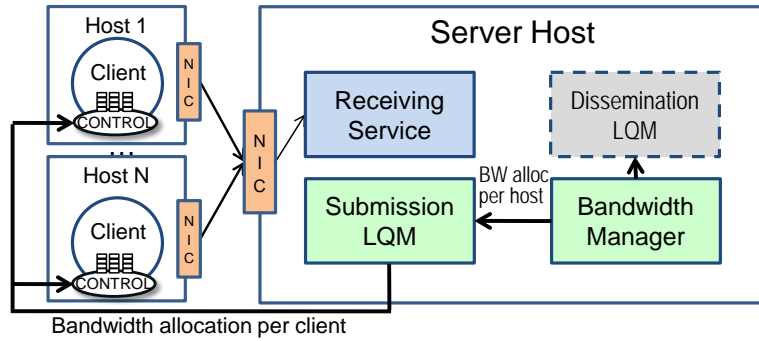 Host 1
Client
CONTROL
N
I
C
...
Host N
Client
CONTROL
N
I
C
Server Host
N
I
C
Receiving
Service
Dissemination
LQM
BW alloc
per host
Submission
LQM
Bandwidth
Manager
Bandwidth allocation per client